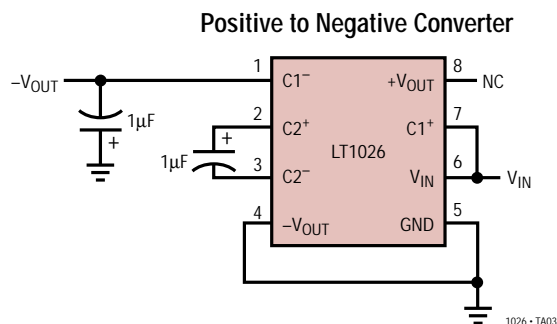 Positive to Negative Converter
–VOUT
1µF
+
1µF
+
1
C1–
2
C2+
3
C2–
4
–VOUT
LT1026
8
+VOUT
NC
7
C1+
6
VIN
VIN
5
GND
1026 • TA03